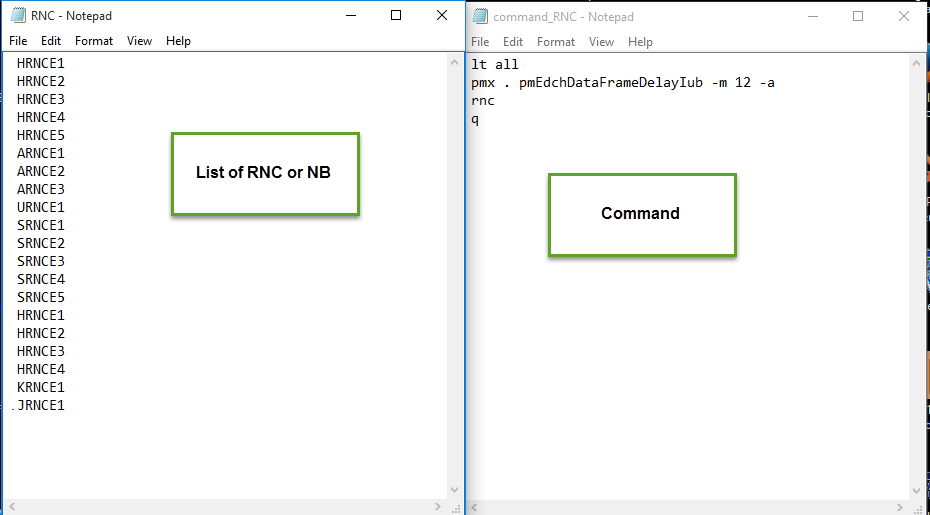 RNC - Notepad
File Edit Format View Help
HRNCE1
HRNCE2
HRNCE3
HRNCE4
HRNCE5
ARNCE1
ARNCE2
ARNCE3
URNCE1
SRNCE1
SRNCE2
SRNCE3
SRNCE4
SRNCE5
HRNCE1
HRNCE2
HRNCE3
HRNCE4
KRNCE1
.JRNCE1
List of RNC or NB
command_RNC - Notepad
File Edit Format View Help
lt all
pmx . pmEdchDataFrameDelayIub -m 12 -a
rnc
q
Command